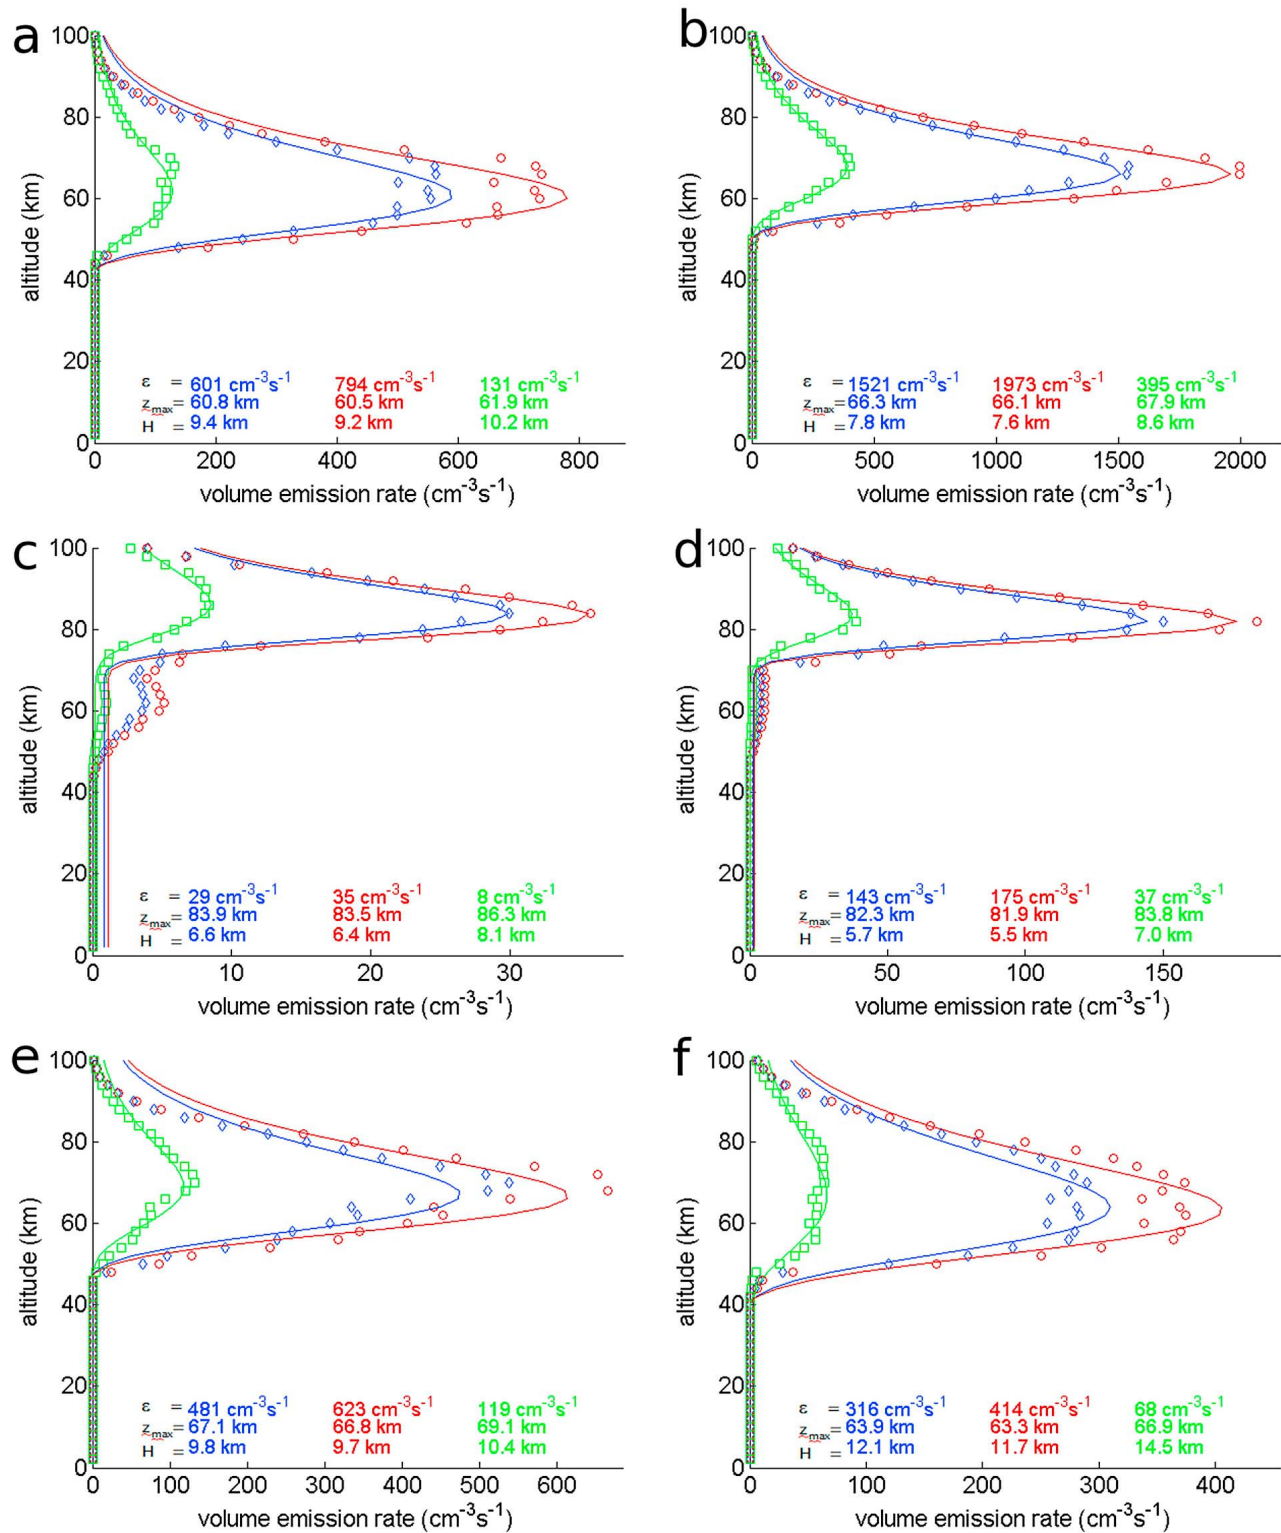 a
100
80
60
40
20
0
altitude (km)
0 200 400 600 800
volume emission rate (cm⁻³s⁻¹)
ε = 601 cm⁻³s⁻¹ 794 cm⁻³s⁻¹ 131 cm⁻³s⁻¹
z_max= 60.8 km 60.5 km 61.9 km
H = 9.4 km 9.2 km 10.2 km
b
100
80
60
40
20
0
altitude (km)
0 500 1000 1500 2000
volume emission rate (cm⁻³s⁻¹)
ε = 1521 cm⁻³s⁻¹ 1973 cm⁻³s⁻¹ 395 cm⁻³s⁻¹
z_max= 66.3 km 66.1 km 67.9 km
H = 7.8 km 7.6 km 8.6 km
c
100
80
60
40
20
0
altitude (km)
0 10 20 30
volume emission rate (cm⁻³s⁻¹)
ε = 29 cm⁻³s⁻¹ 35 cm⁻³s⁻¹ 8 cm⁻³s⁻¹
z_max= 83.9 km 83.5 km 86.3 km
H = 6.6 km 6.4 km 8.1 km
d
100
80
60
40
20
0
altitude (km)
0 50 100 150
volume emission rate (cm⁻³s⁻¹)
ε = 143 cm⁻³s⁻¹ 175 cm⁻³s⁻¹ 37 cm⁻³s⁻¹
z_max= 82.3 km 81.9 km 83.8 km
H = 5.7 km 5.5 km 7.0 km
e
100
80
60
40
20
0
altitude (km)
0 100 200 300 400 500 600
volume emission rate (cm⁻³s⁻¹)
ε = 481 cm⁻³s⁻¹ 623 cm⁻³s⁻¹ 119 cm⁻³s⁻¹
z_max= 67.1 km 66.8 km 69.1 km
H = 9.8 km 9.7 km 10.4 km
f
100
80
60
40
20
0
altitude (km)
0 100 200 300 400
volume emission rate (cm⁻³s⁻¹)
ε = 316 cm⁻³s⁻¹ 414 cm⁻³s⁻¹ 68 cm⁻³s⁻¹
z_max= 63.9 km 63.3 km 66.9 km
H = 12.1 km 11.7 km 14.5 km